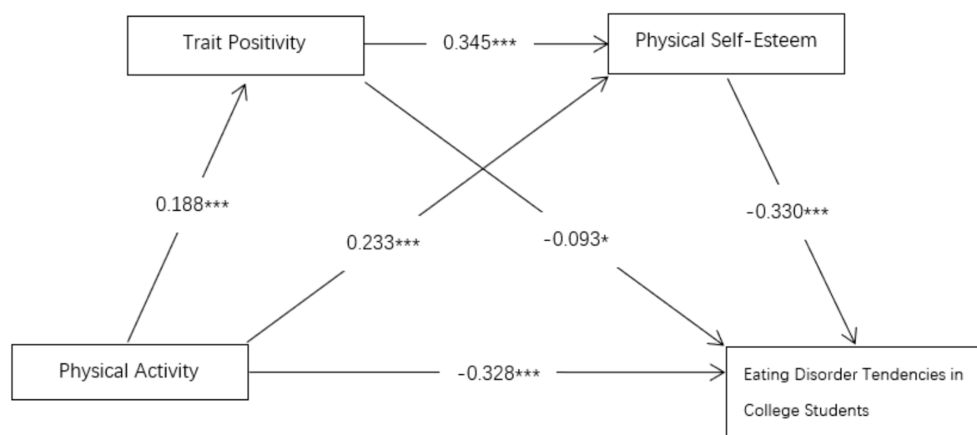 Trait Positivity
0.345***
Physical Self-Esteem
0.188***
0.233***
-0.093*
-0.330***
Physical Activity
-0.328***
Eating Disorder Tendencies in
College Students